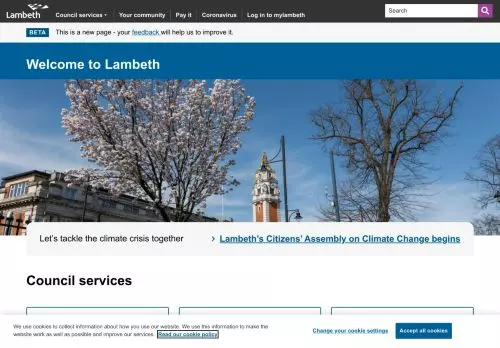 Lambeth
Council services
Your community
Pay it
Coronavirus
Log in to mylambeth
Search
BETA
This is a new page - your feedback will help us to improve it.
Welcome to Lambeth
Let's tackle the climate crisis together
Lambeth's Citizens' Assembly on Climate Change begins
Council services
We use cookies to collect information about how you use our website. We use this information to make the
website work as well as possible and improve our services. Read our cookie policy
Change your cookie settings
Accept all cookies